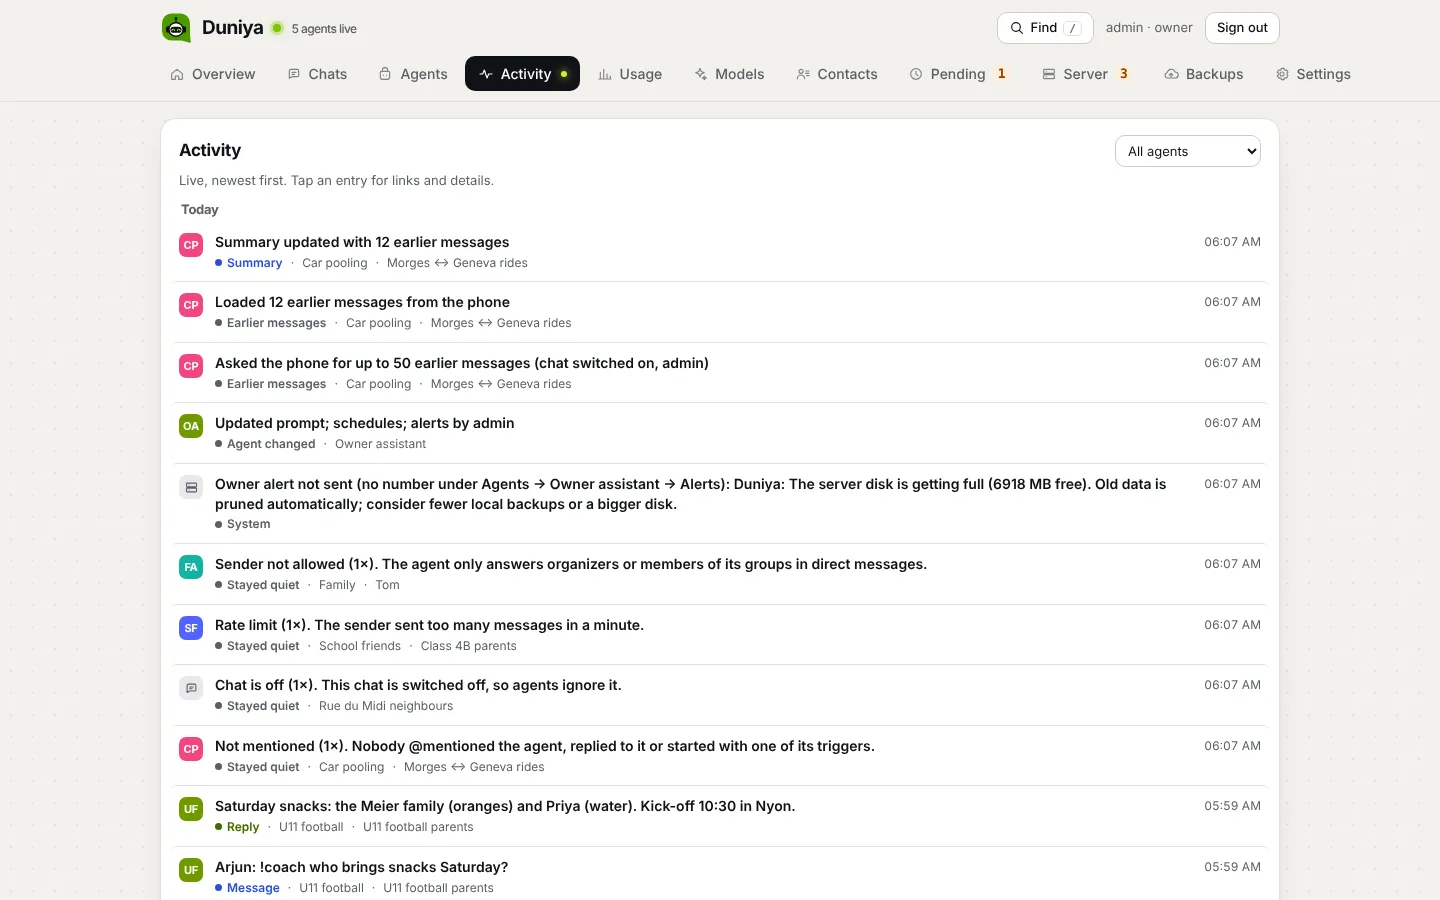 Duniya
5 agents live
Find /
admin · owner
Sign out
Overview
Chats
Agents
Activity
Usage
Models
Contacts
Pending 1
Server 3
Backups
Settings
Activity
All agents
Live, newest first. Tap an entry for links and details.
Today
CP
Summary updated with 12 earlier messages
06:07 AM
Summary · Car pooling · Morges ↔ Geneva rides
CP
Loaded 12 earlier messages from the phone
06:07 AM
Earlier messages · Car pooling · Morges ↔ Geneva rides
CP
Asked the phone for up to 50 earlier messages (chat switched on, admin)
06:07 AM
Earlier messages · Car pooling · Morges ↔ Geneva rides
OA
Updated prompt; schedules; alerts by admin
06:07 AM
Agent changed · Owner assistant
Owner alert not sent (no number under Agents → Owner assistant → Alerts): Duniya: The server disk is getting full (6918 MB free). Old data is
06:07 AM
pruned automatically; consider fewer local backups or a bigger disk.
System
FA
Sender not allowed (1×). The agent only answers organizers or members of its groups in direct messages.
06:07 AM
Stayed quiet · Family · Tom
SF
Rate limit (1×). The sender sent too many messages in a minute.
06:07 AM
Stayed quiet · School friends · Class 4B parents
Chat is off (1×). This chat is switched off, so agents ignore it.
06:07 AM
Stayed quiet · Rue du Midi neighbours
CP
Not mentioned (1×). Nobody @mentioned the agent, replied to it or started with one of its triggers.
06:07 AM
Stayed quiet · Car pooling · Morges ↔ Geneva rides
UF
Saturday snacks: the Meier family (oranges) and Priya (water). Kick-off 10:30 in Nyon.
05:59 AM
Reply · U11 football · U11 football parents
UF
Arjun: !coach who brings snacks Saturday?
05:59 AM
Message · U11 football · U11 football parents